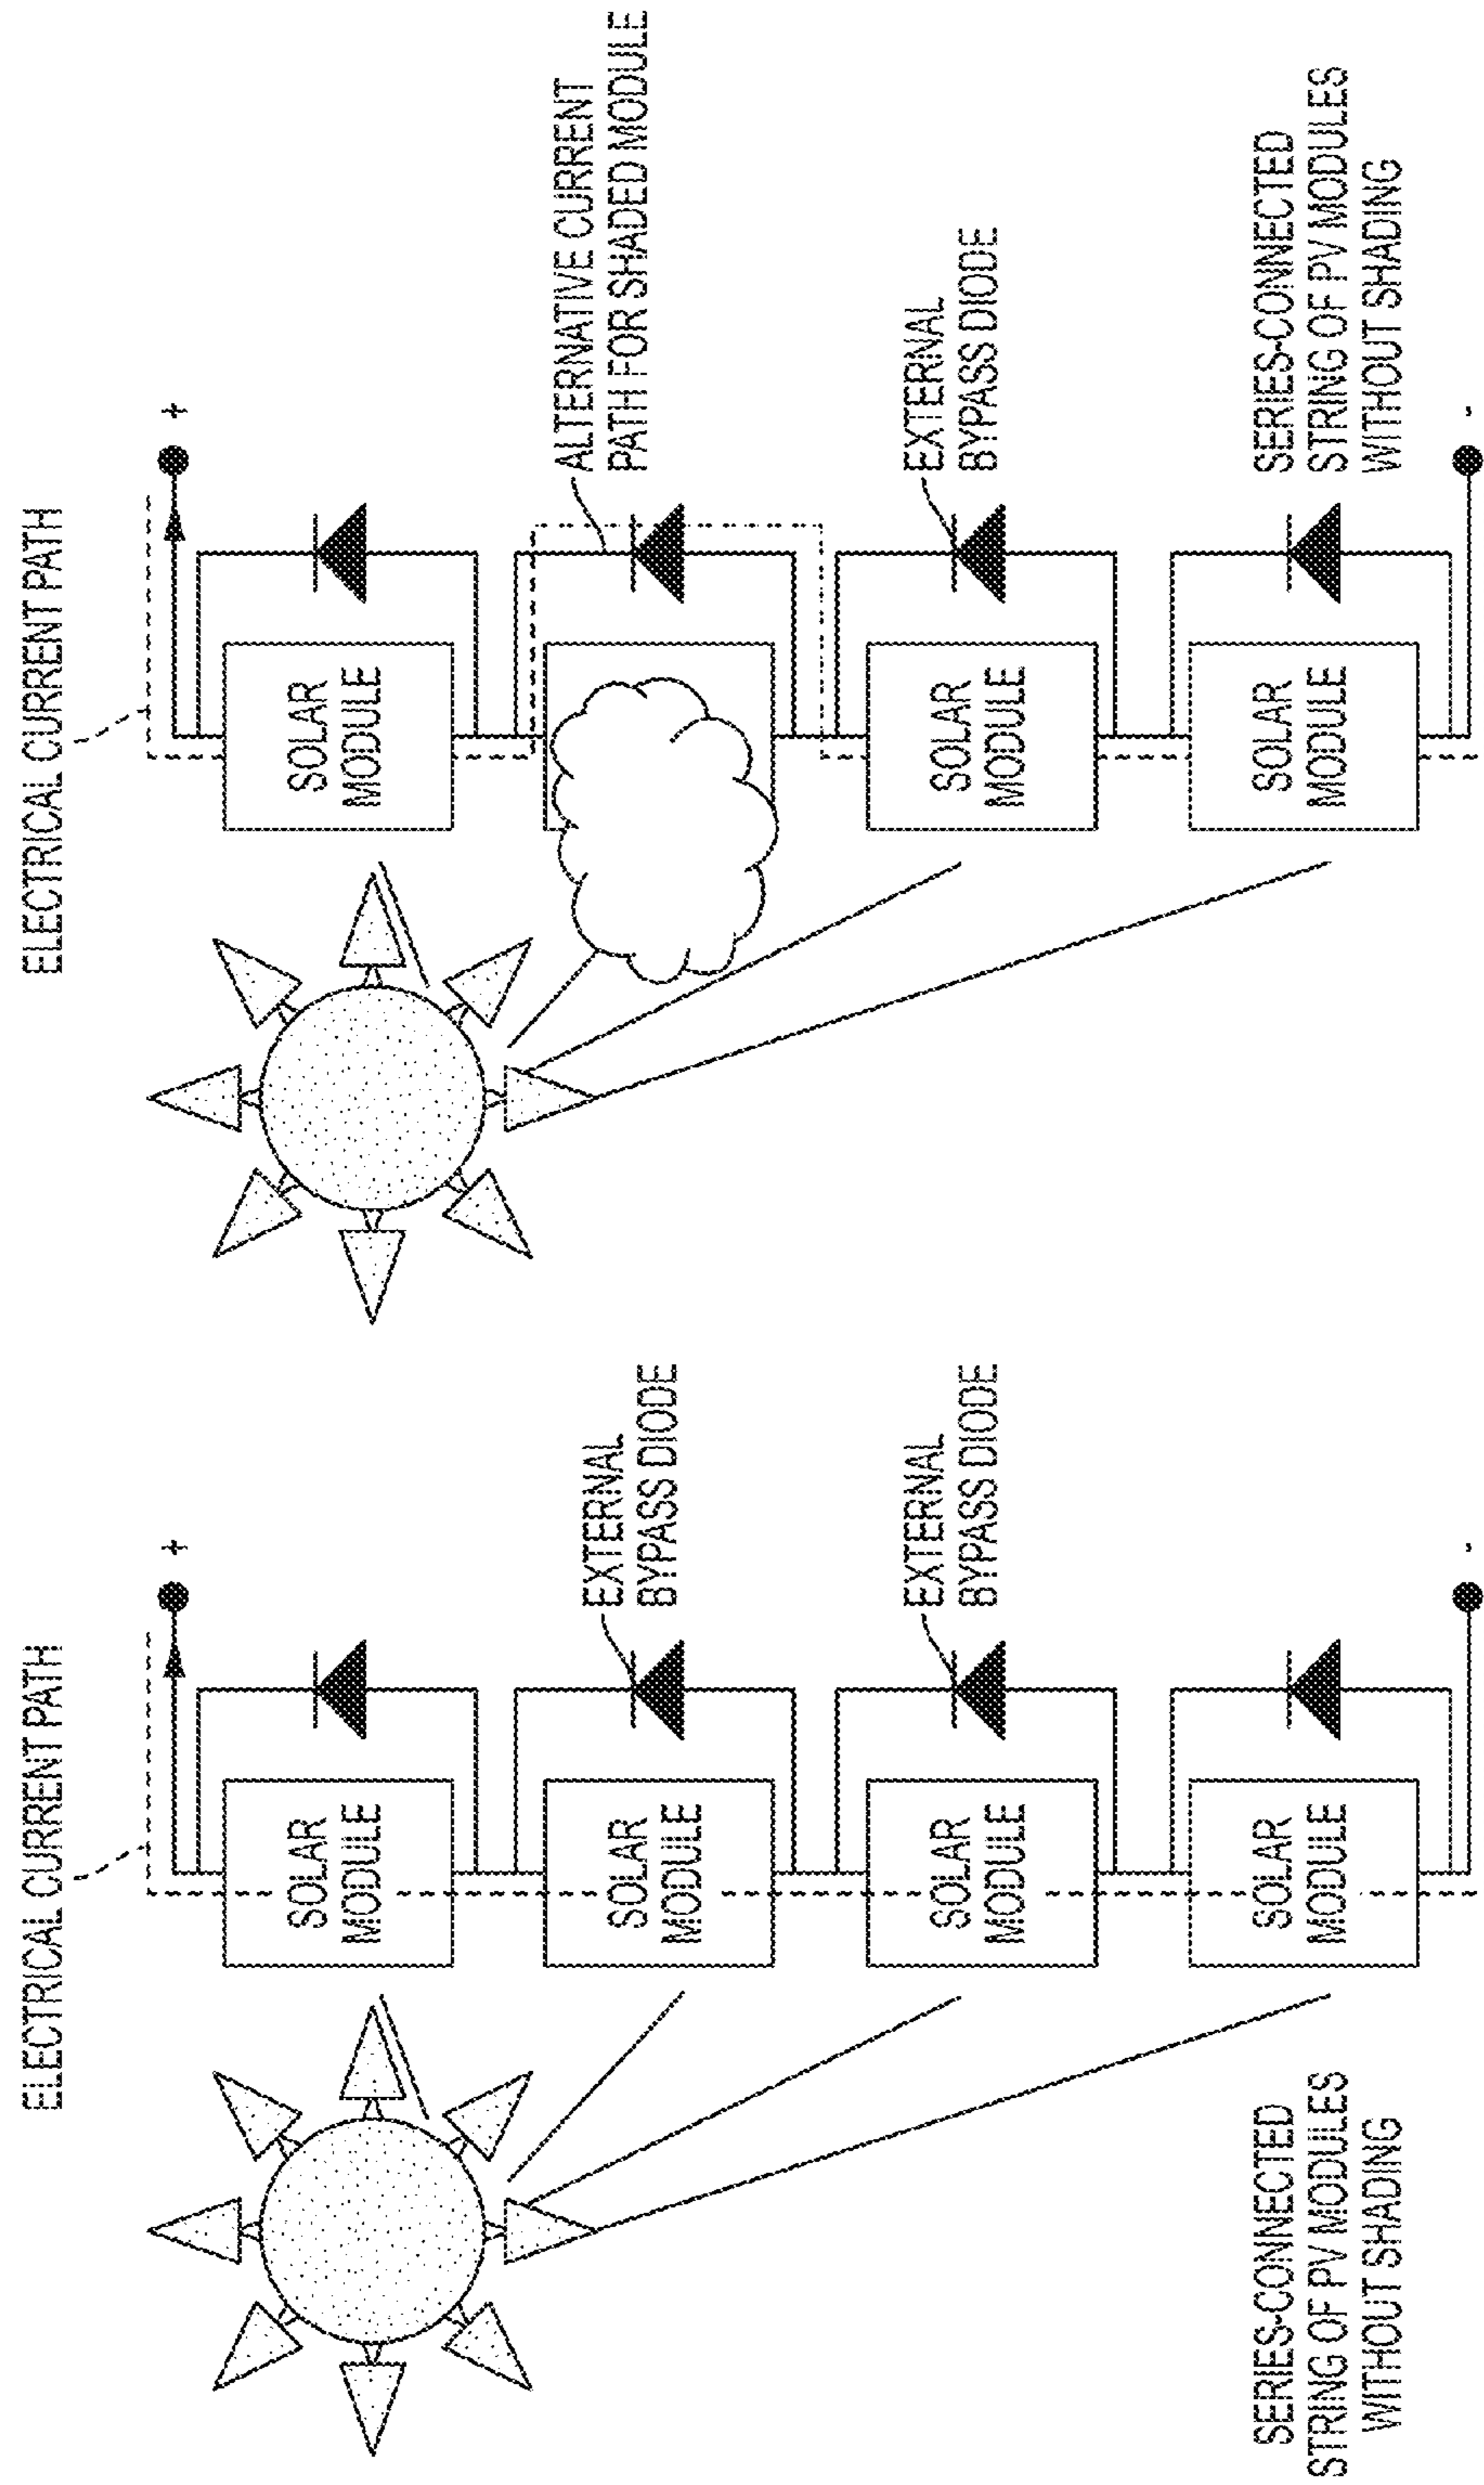 ELECTRICAL CURRENT PATH
+
SOLAR
MODULE
SOLAR
MODULE
EXTERNAL
BYPASS DIODE
SOLAR
MODULE
EXTERNAL
BYPASS DIODE
SERIES-CONNECTED
STRING OF PV MODULES
WITHOUT SHADING
SOLAR
MODULE
-
ELECTRICAL CURRENT PATH
+
SOLAR
MODULE
ALTERNATIVE CURRENT
PATH FOR SHADED MODULE
SOLAR
MODULE
EXTERNAL
BYPASS DIODE
SOLAR
MODULE
SERIES-CONNECTED
STRING OF PV MODULES
WITHOUT SHADING
-